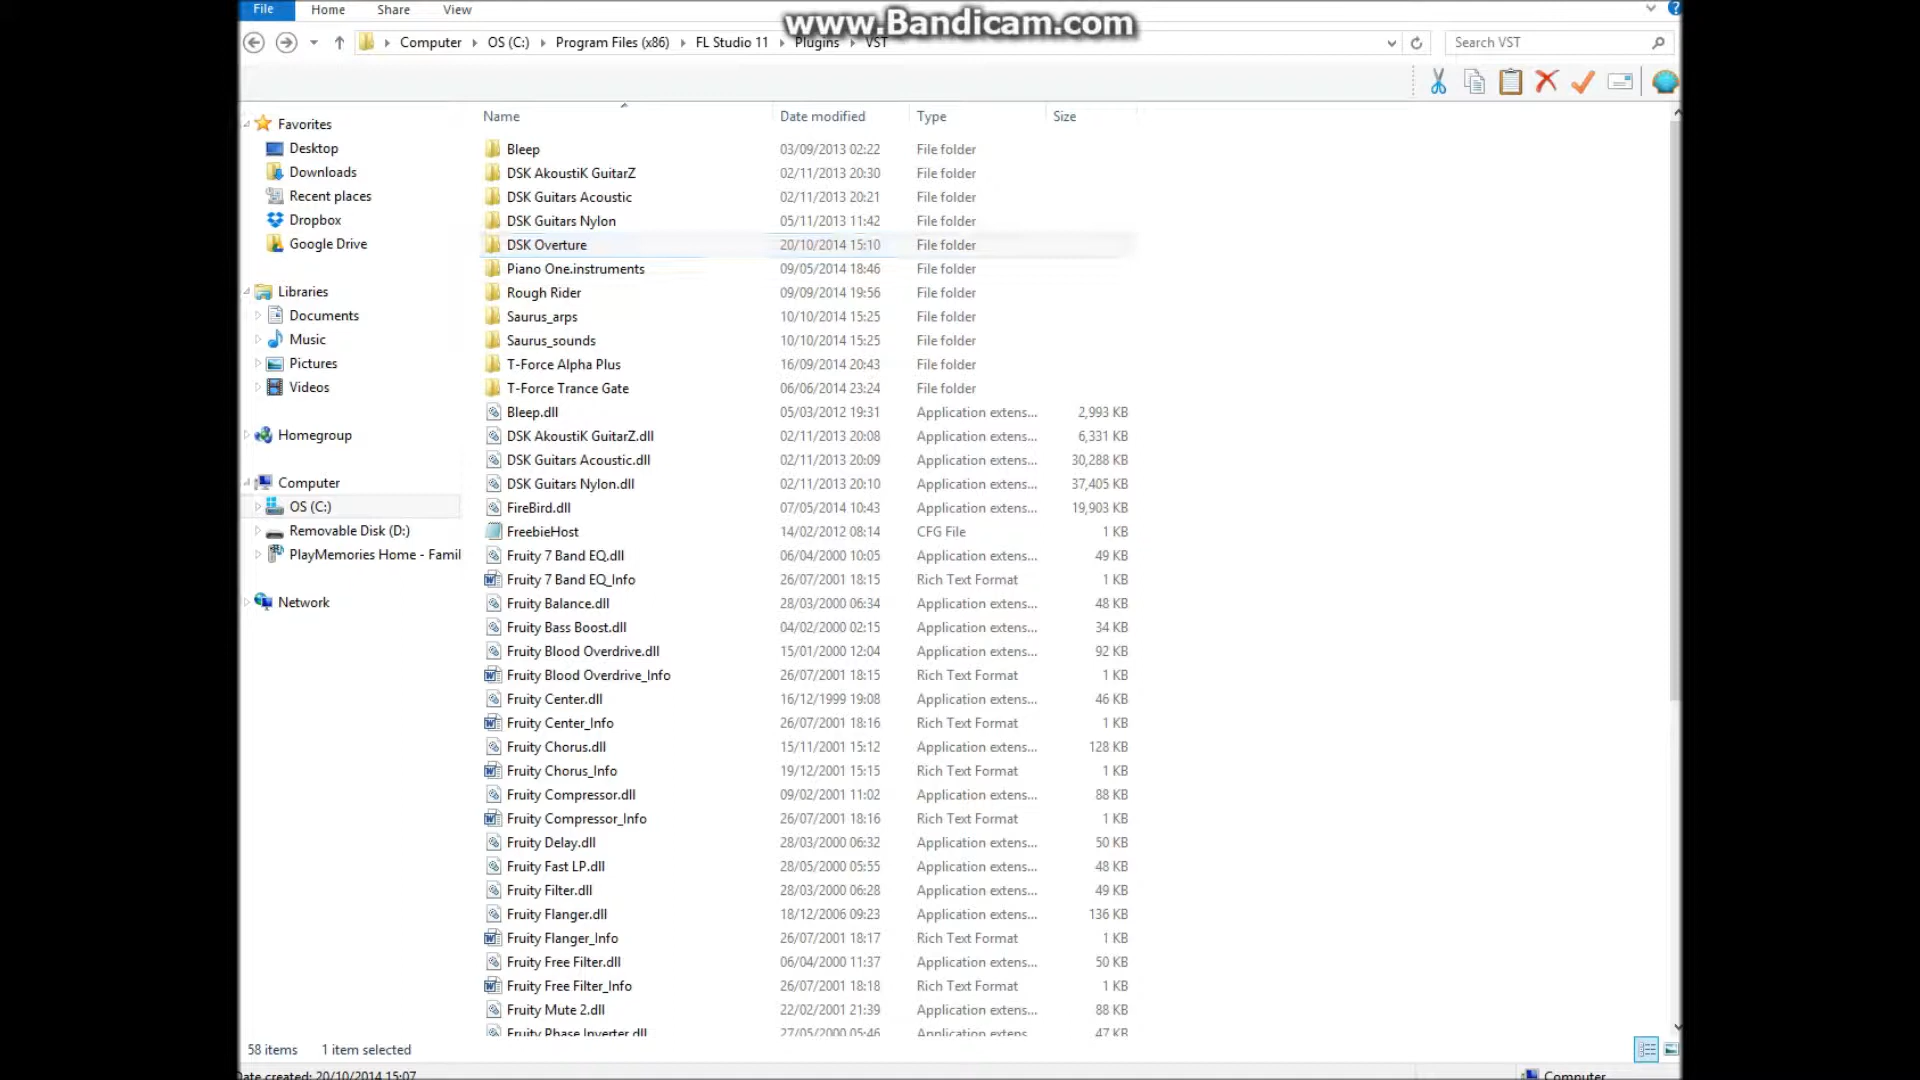 File Home Share View
www.Bandicam.com
Computer OS (C:) Program Files (x86) FL Studio 11 Plugins VST
Search VST
Name Date modified Type Size
Favorites
Desktop
Downloads
Recent places
Dropbox
Google Drive
Libraries
Documents
Music
Pictures
Videos
Homegroup
Computer
OS (C:)
Removable Disk (D:)
PlayMemories Home - Famil
Network
Bleep 03/09/2013 02:22 File folder
DSK AkoustiK GuitarZ 02/11/2013 20:30 File folder
DSK Guitars Acoustic 02/11/2013 20:21 File folder
DSK Guitars Nylon 05/11/2013 11:42 File folder
DSK Overture 20/10/2014 15:10 File folder
Piano One.instruments 09/05/2014 18:46 File folder
Rough Rider 09/09/2014 19:56 File folder
Saurus_arps 10/10/2014 15:25 File folder
Saurus_sounds 10/10/2014 15:25 File folder
T-Force Alpha Plus 16/09/2014 20:43 File folder
T-Force Trance Gate 06/06/2014 23:24 File folder
Bleep.dll 05/03/2012 19:31 Application extens... 2,993 KB
DSK AkoustiK GuitarZ.dll 02/11/2013 20:08 Application extens... 6,331 KB
DSK Guitars Acoustic.dll 02/11/2013 20:09 Application extens... 30,288 KB
DSK Guitars Nylon.dll 02/11/2013 20:10 Application extens... 37,405 KB
FireBird.dll 07/05/2014 10:43 Application extens... 19,903 KB
FreebieHost 14/02/2012 08:14 CFG File 1 KB
Fruity 7 Band EQ.dll 06/04/2000 10:05 Application extens... 49 KB
Fruity 7 Band EQ_Info 26/07/2001 18:15 Rich Text Format 1 KB
Fruity Balance.dll 28/03/2000 06:34 Application extens... 48 KB
Fruity Bass Boost.dll 04/02/2000 02:15 Application extens... 34 KB
Fruity Blood Overdrive.dll 15/01/2000 12:04 Application extens... 92 KB
Fruity Blood Overdrive_Info 26/07/2001 18:15 Rich Text Format 1 KB
Fruity Center.dll 16/12/1999 19:08 Application extens... 46 KB
Fruity Center_Info 26/07/2001 18:16 Rich Text Format 1 KB
Fruity Chorus.dll 15/11/2001 15:12 Application extens... 128 KB
Fruity Chorus_Info 19/12/2001 15:15 Rich Text Format 1 KB
Fruity Compressor.dll 09/02/2001 11:02 Application extens... 88 KB
Fruity Compressor_Info 26/07/2001 18:16 Rich Text Format 1 KB
Fruity Delay.dll 28/03/2000 06:32 Application extens... 50 KB
Fruity Fast LP.dll 28/05/2000 05:55 Application extens... 48 KB
Fruity Filter.dll 28/03/2000 06:28 Application extens... 49 KB
Fruity Flanger.dll 18/12/2006 09:23 Application extens... 136 KB
Fruity Flanger_Info 26/07/2001 18:17 Rich Text Format 1 KB
Fruity Free Filter.dll 06/04/2000 11:37 Application extens... 50 KB
Fruity Free Filter_Info 26/07/2001 18:18 Rich Text Format 1 KB
Fruity Mute 2.dll 22/02/2001 21:39 Application extens... 88 KB
Fruity Phase Inverter.dll 27/05/2000 05:46 Application extens 47 KB
58 items 1 item selected
Date created: 20/10/2014 15:07 Computer